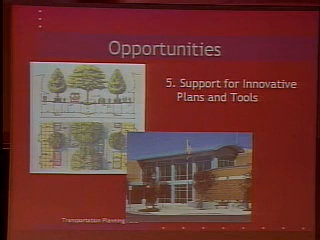 Opportunities
5. Support for Innovative
Plans and Tools
Transportation Planning